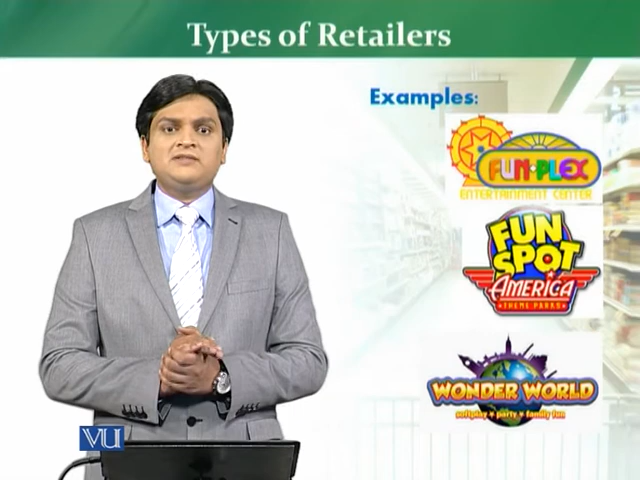 Types of Retailers
Examples:
FUN-PLEX
ENTERTAINMENT CENTER
FUN
SPOT
AMERICA
THEME PARKS
WONDER WORLD
softplay * party * family fun
VU